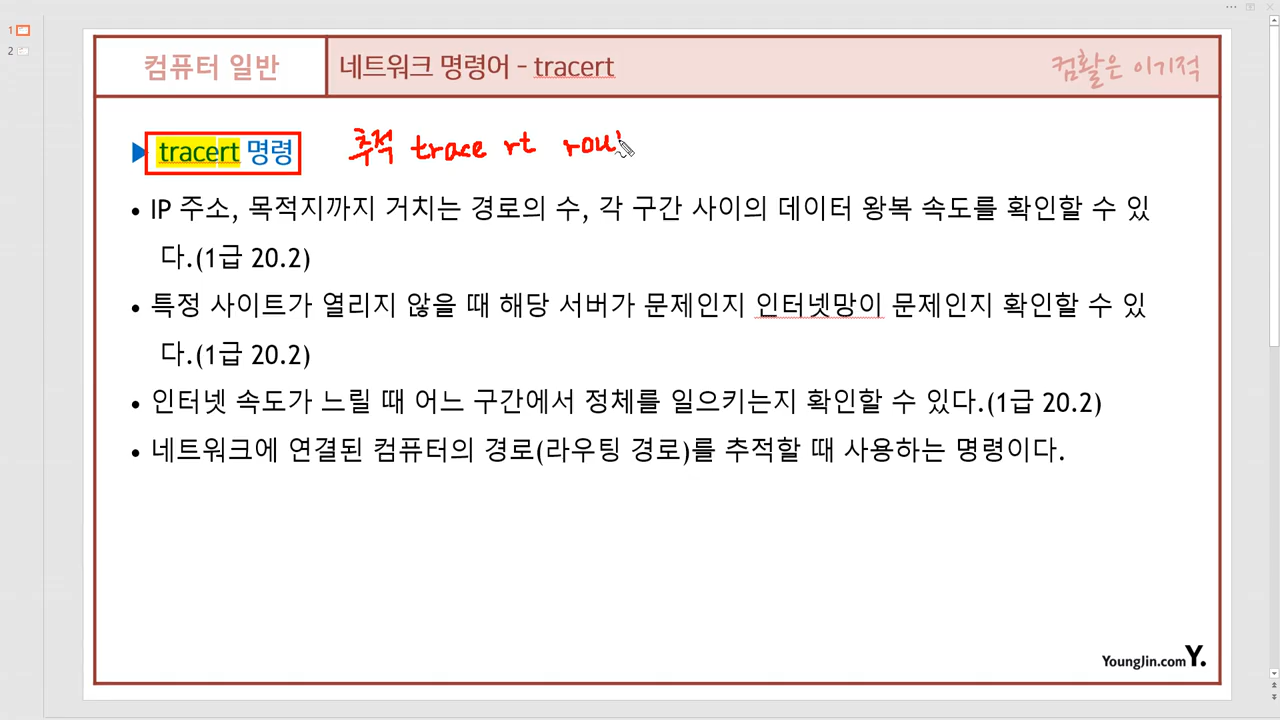 1
2
컴퓨터 일반
네트워크 명령어 - tracert
컴활은 이기적
tracert 명령
추적 trace rt rout
• IP 주소, 목적지까지 거치는 경로의 수, 각 구간 사이의 데이터 왕복 속도를 확인할 수 있
다.(1급 20.2)
• 특정 사이트가 열리지 않을 때 해당 서버가 문제인지 인터넷망이 문제인지 확인할 수 있
다.(1급 20.2)
• 인터넷 속도가 느릴 때 어느 구간에서 정체를 일으키는지 확인할 수 있다.(1급 20.2)
• 네트워크에 연결된 컴퓨터의 경로(라우팅 경로)를 추적할 때 사용하는 명령이다.
YoungJin.com Y.